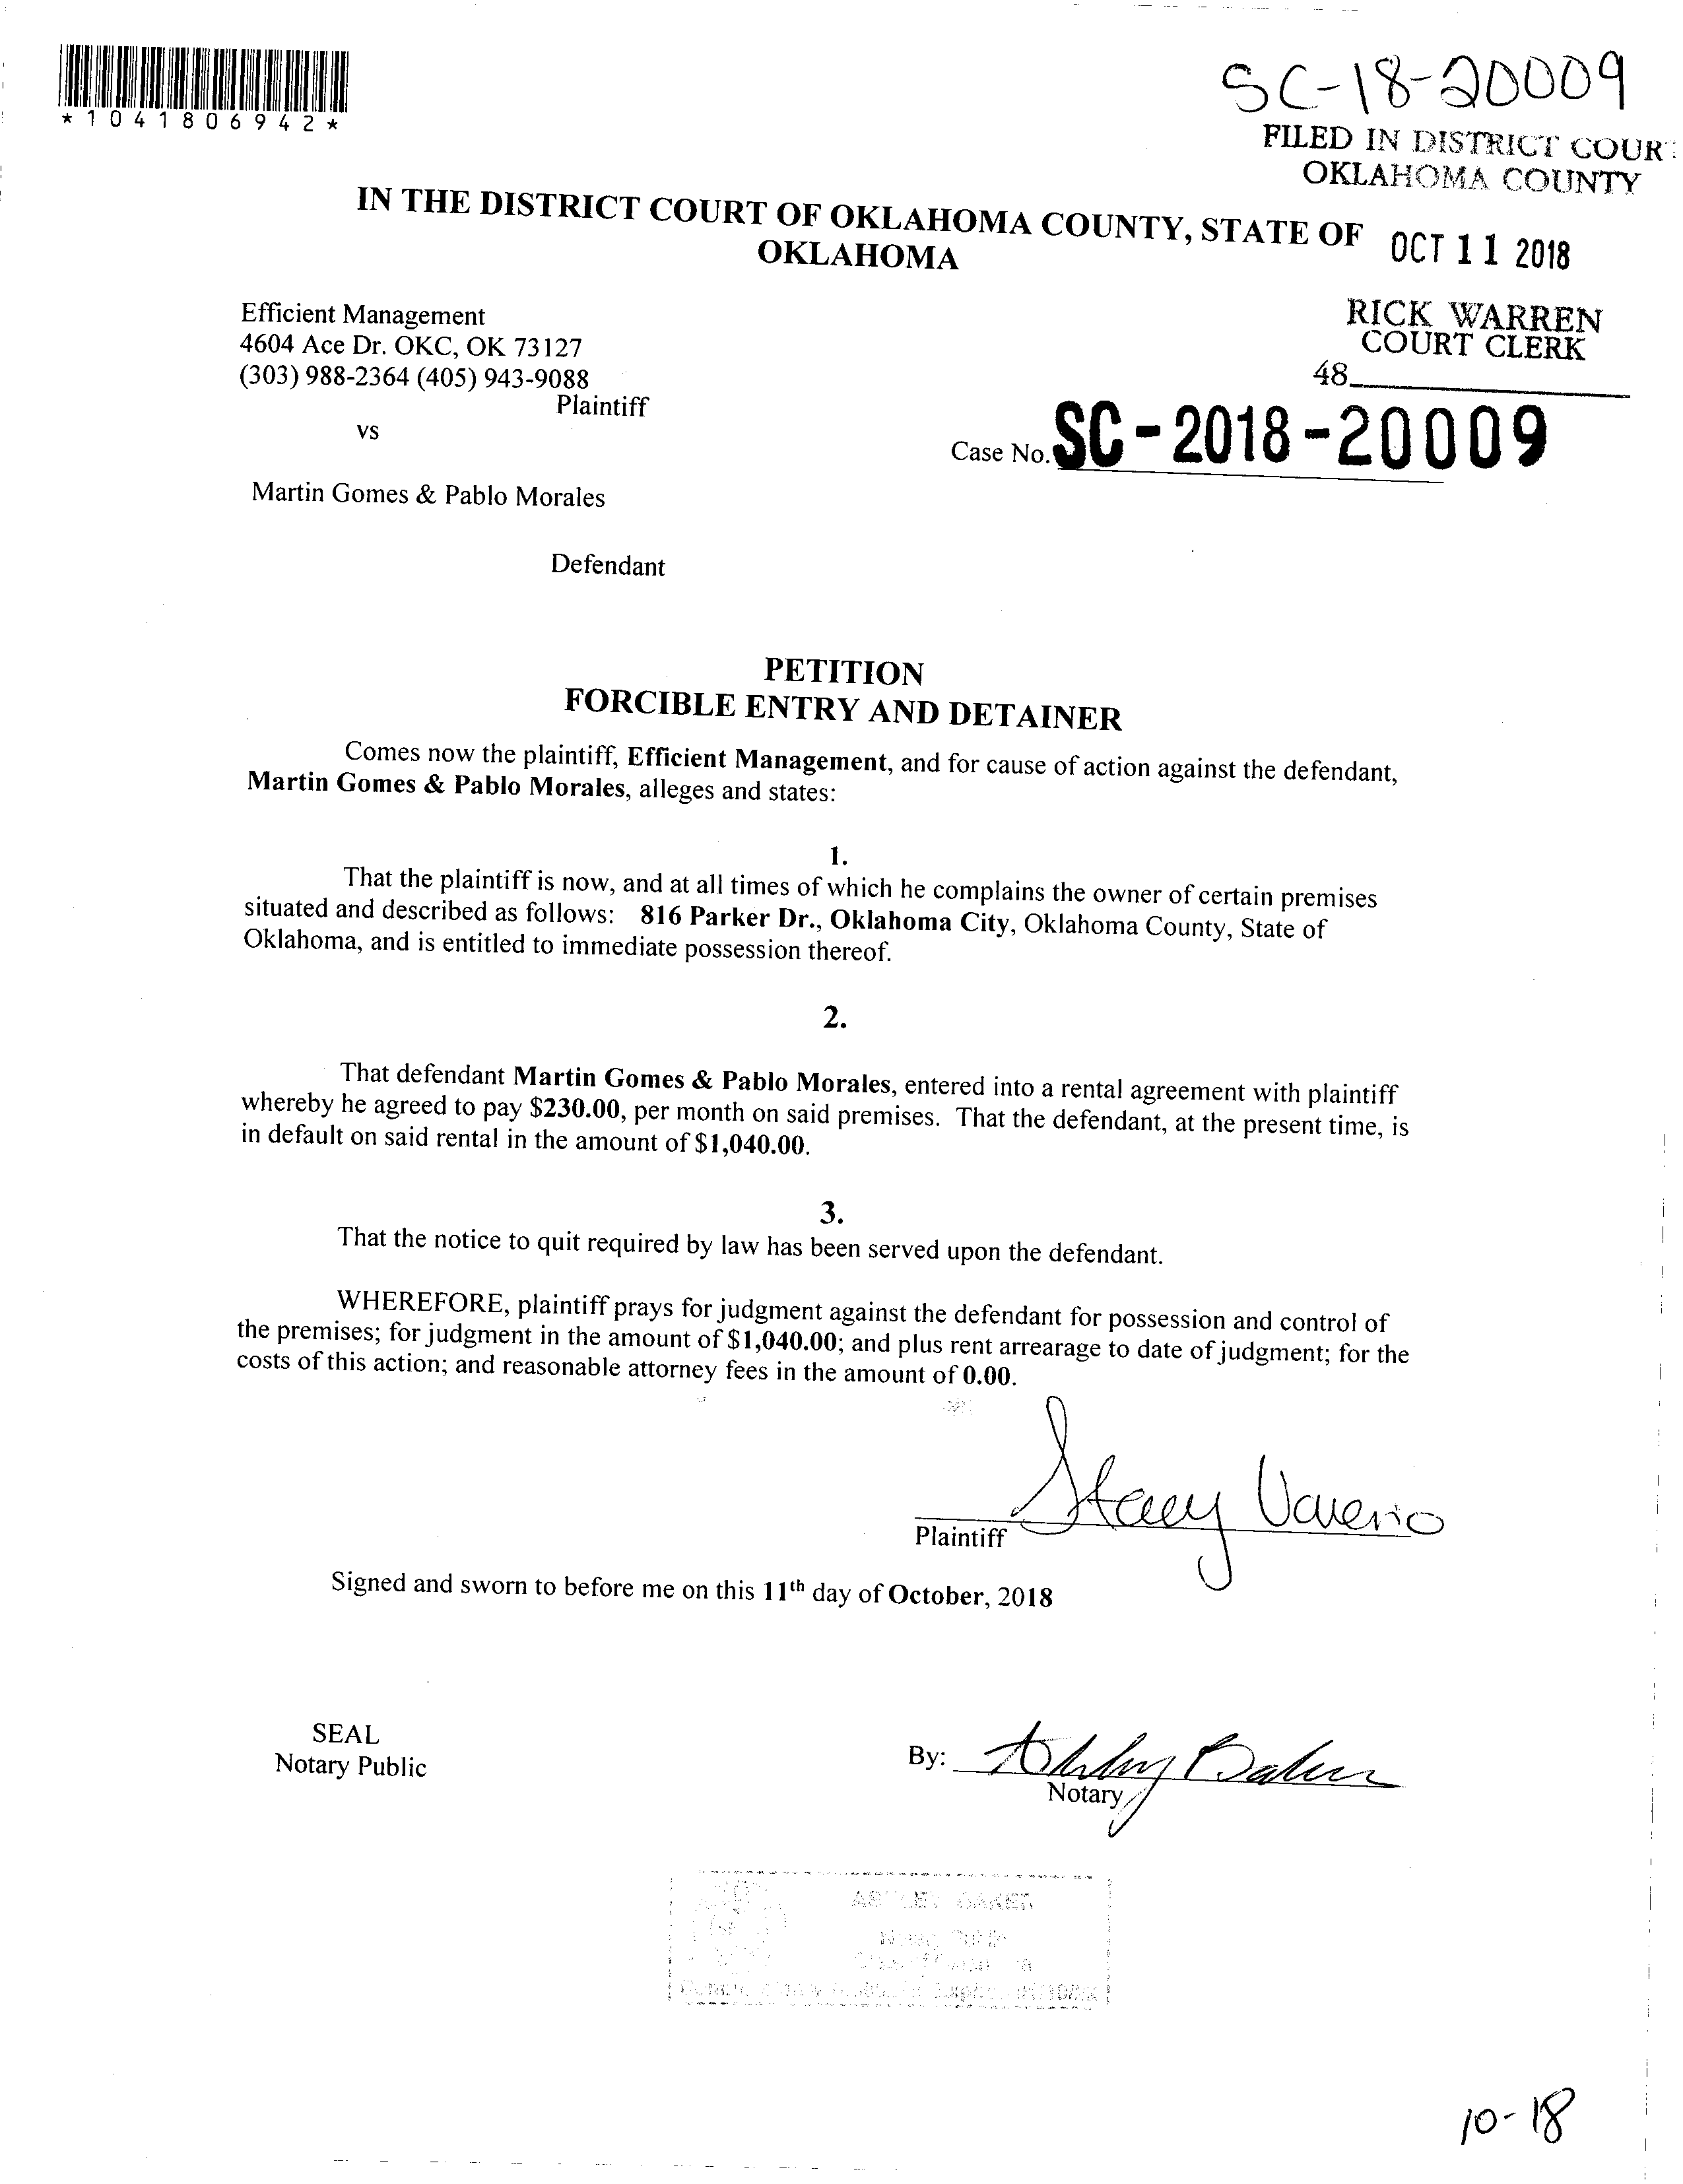 *1041806942*
SC-18-20009
FILED IN DISTRICT COUR
OKLAHOMA COUNTY
IN THE DISTRICT COURT OF OKLAHOMA COUNTY, STATE OF
OKLAHOMA
OCT 11 2018
Efficient Management
4604 Ace Dr. OKC, OK 73127
(303) 988-2364 (405) 943-9088
Plaintiff
RICK WARREN
COURT CLERK
48
vs
Case No. SC-2018-20009
Martin Gomes & Pablo Morales
Defendant
PETITION
FORCIBLE ENTRY AND DETAINER
Comes now the plaintiff, Efficient Management, and for cause of action against the defendant,
Martin Gomes & Pablo Morales, alleges and states:
1.
That the plaintiff is now, and at all times of which he complains the owner of certain premises
situated and described as follows: 816 Parker Dr., Oklahoma City, Oklahoma County, State of
Oklahoma, and is entitled to immediate possession thereof.
2.
That defendant Martin Gomes & Pablo Morales, entered into a rental agreement with plaintiff
whereby he agreed to pay $230.00, per month on said premises. That the defendant, at the present time, is
in default on said rental in the amount of $1,040.00.
3.
That the notice to quit required by law has been served upon the defendant.
WHEREFORE, plaintiff prays for judgment against the defendant for possession and control of
the premises; for judgment in the amount of $1,040.00; and plus rent arrearage to date of judgment; for the
costs of this action; and reasonable attorney fees in the amount of 0.00.
Stacy
Plaintiff
Signed and sworn to before me on this 11th day of October, 2018
SEAL
Notary Public
By: Ashley Baker
Notary
Notary Public
10-18